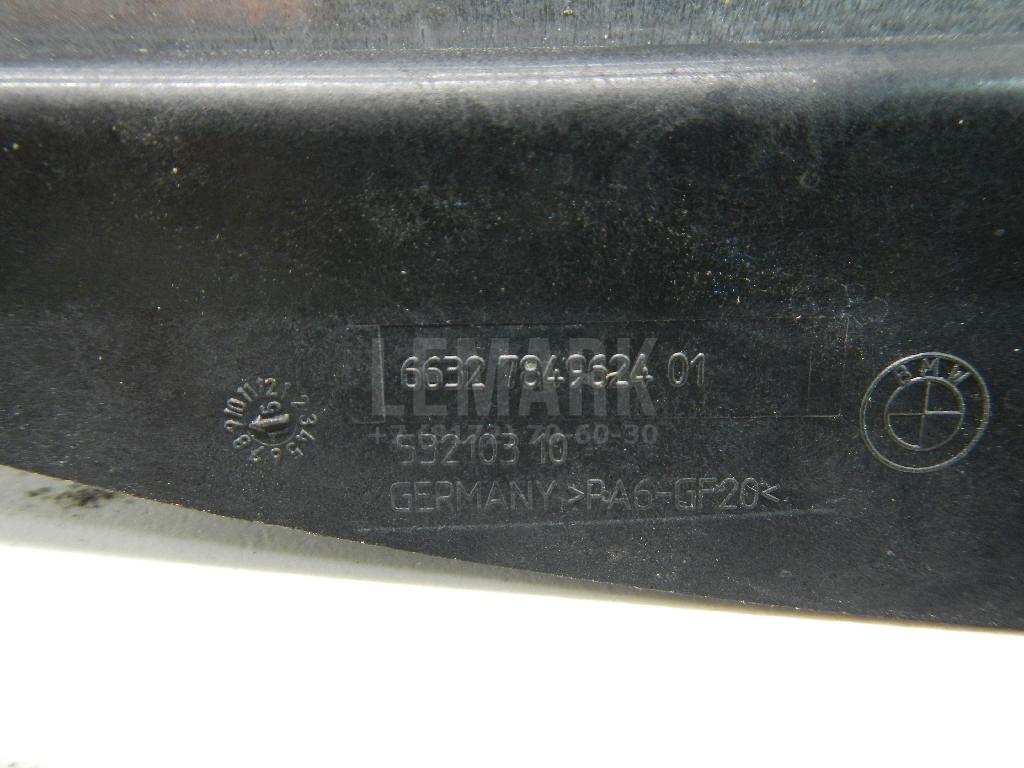 LEMARK
6632 7849624 01
592103 10
GERMANY >PA6-GF20<
BMW